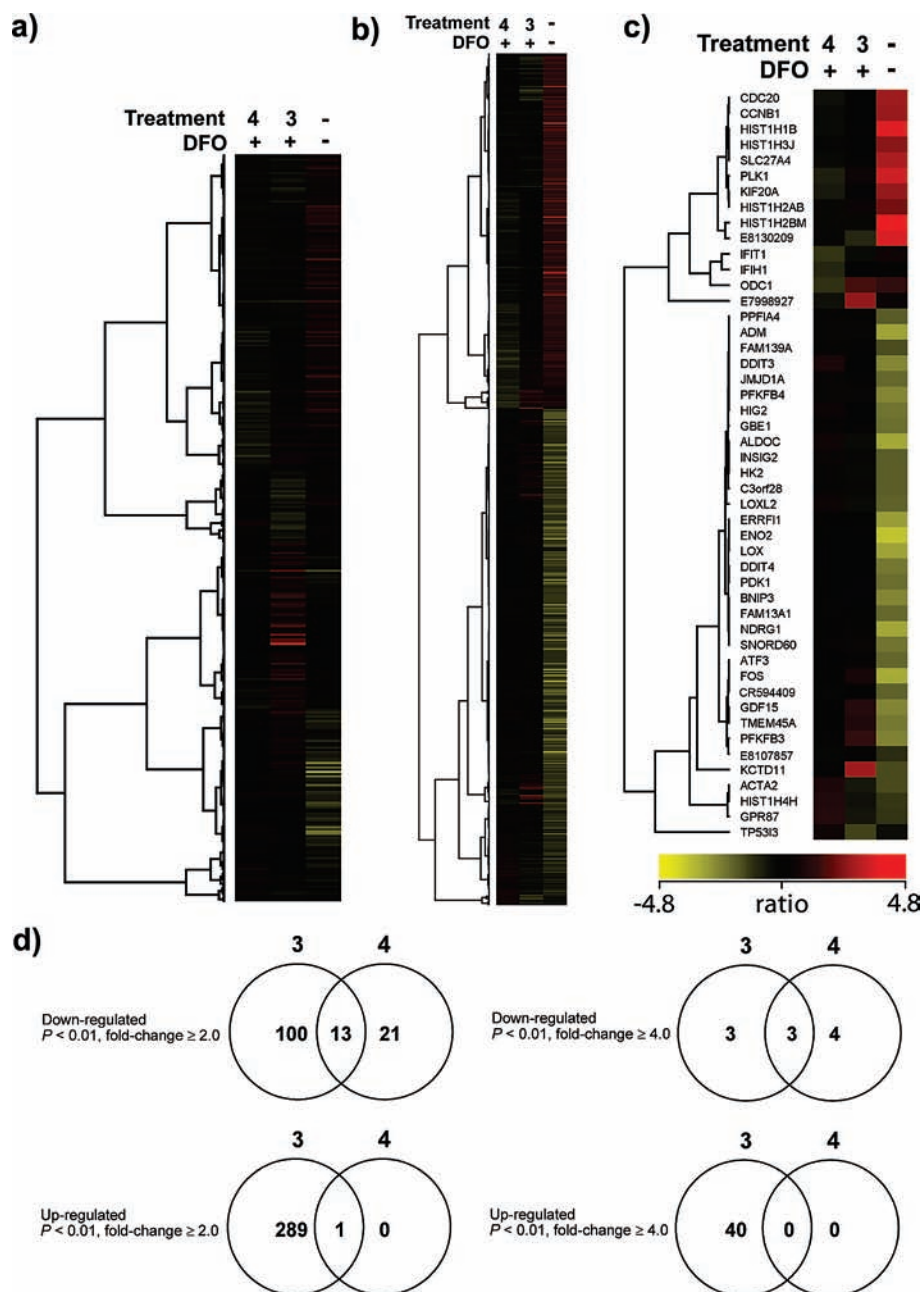 a)
Treatment 4 3 -
DFO + + -
b)
Treatment 4 3 -
DFO + + -
c)
Treatment 4 3 -
DFO + + -
CDC20
CCNB1
HIST1H1B
HIST1H3J
SLC27A4
PLK1
KIF20A
HIST1H2AB
HIST1H2BM
E8130209
IFIT1
IFIH1
ODC1
E7998927
PPFIA4
ADM
FAM139A
DDIT3
JMJD1A
PFKFB4
HIG2
GBE1
ALDOC
INSIG2
HK2
C3orf28
LOXL2
ERRFI1
ENO2
LOX
DDIT4
PDK1
BNIP3
FAM13A1
NDRG1
SNORD60
ATF3
FOS
CR594409
GDF15
TMEM45A
PFKFB3
E8107857
KCTD11
ACTA2
HIST1H4H
GPR87
TP53I3
-4.8 ratio 4.8
d)
3 4
Down-regulated
P < 0.01, fold-change ≥ 2.0
100 13 21
3 4
Down-regulated
P < 0.01, fold-change ≥ 4.0
3 3 4
3 4
Up-regulated
P < 0.01, fold-change ≥ 2.0
289 1 0
3 4
Up-regulated
P < 0.01, fold-change ≥ 4.0
40 0 0